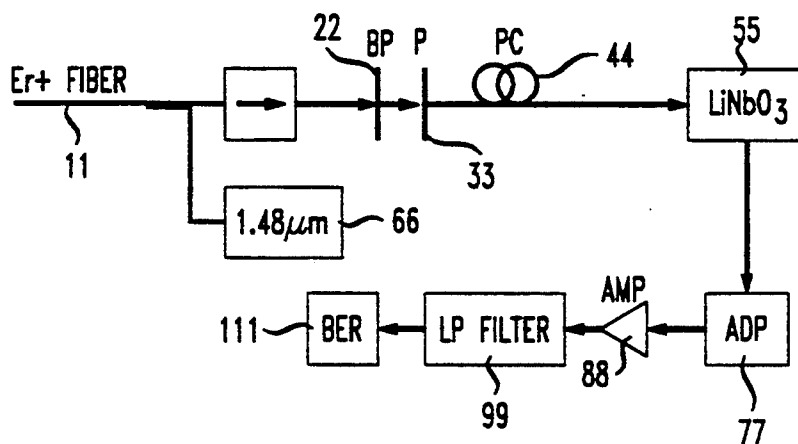 22 BP P PC 44 55
Er+ FIBER
11
33
LiNbO3
1.48μm 66
AMP
111 BER LP FILTER 88 ADP
99
77